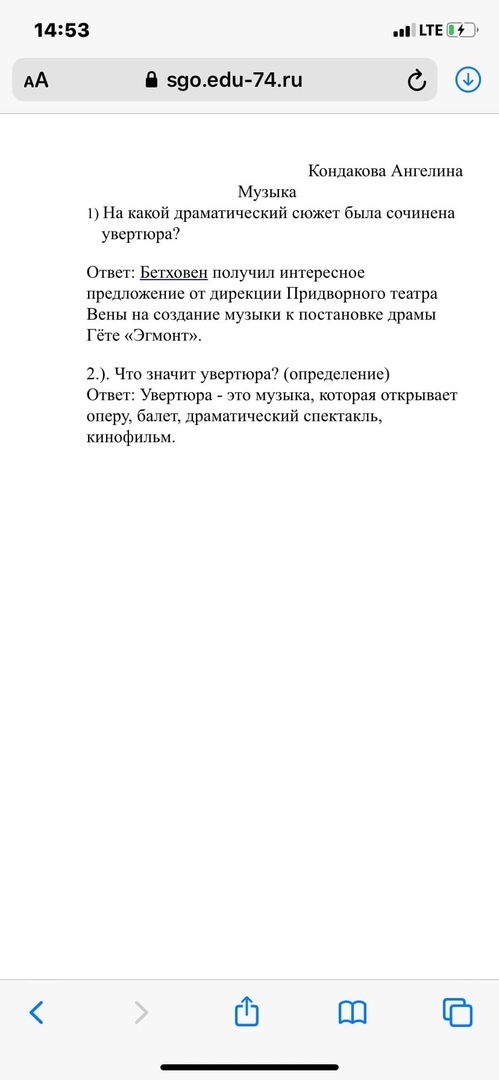 14:53
LTE
AA
sgo.edu-74.ru
Кондакова Ангелина
Музыка
1) На какой драматический сюжет была сочинена
увертюра?
Ответ: Бетховен получил интересное
предложение от дирекции Придворного театра
Вены на создание музыки к постановке драмы
Гёте «Эгмонт».
2.). Что значит увертюра? (определение)
Ответ: Увертюра - это музыка, которая открывает
оперу, балет, драматический спектакль,
кинофильм.